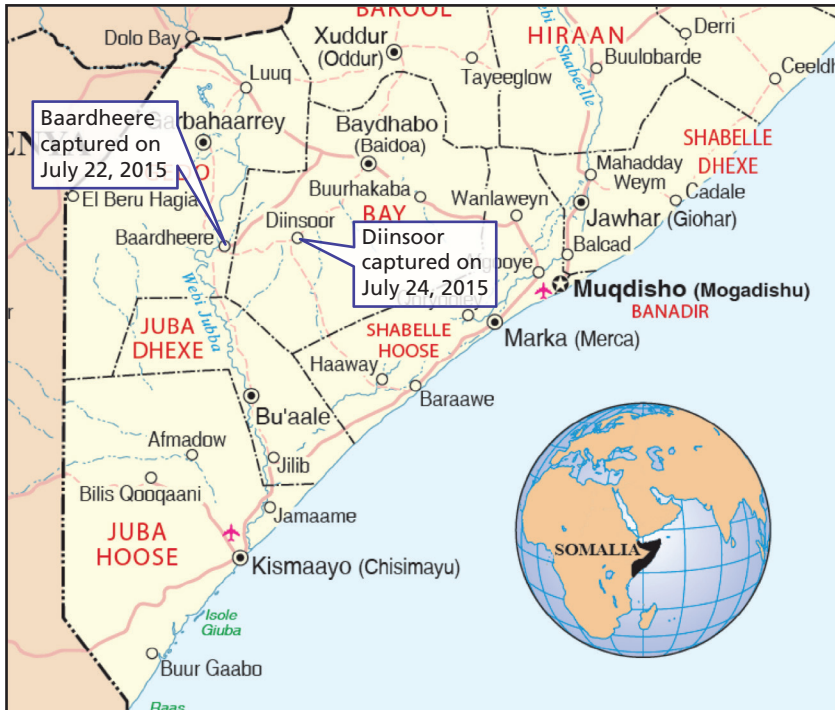 BAKOOL
Dolo Bay
Xuddur
(Oddur)
HIRAAN
Derri
Webi Shabeelle
Buulobarde
Tayeeglow
Luuq
Baardheere
captured on
July 22, 2015
Garbahaarrey
Baydhabo
(Baidoa)
SHABELLE
DHEXE
Mahadday
Weym
El Beru Hagia
Buurhakaba
Wanlaweyn
Cadale
Diinsoor
BAY
Jawhar (Giohar)
Baardheere
Diinsoor
captured on
July 24, 2015
Balcad
Muqdisho (Mogadishu)
BANADIR
Webi Jubba
JUBA
DHEXE
SHABELLE
HOOSE
Marka (Merca)
Haaway
Baraawe
Bu'aale
Afmadow
Jilib
Bilis Qooqaani
Jamaame
JUBA
HOOSE
SOMALIA
Kismaayo (Chisimayu)
Isole
Giuba
Buur Gaabo
Raas